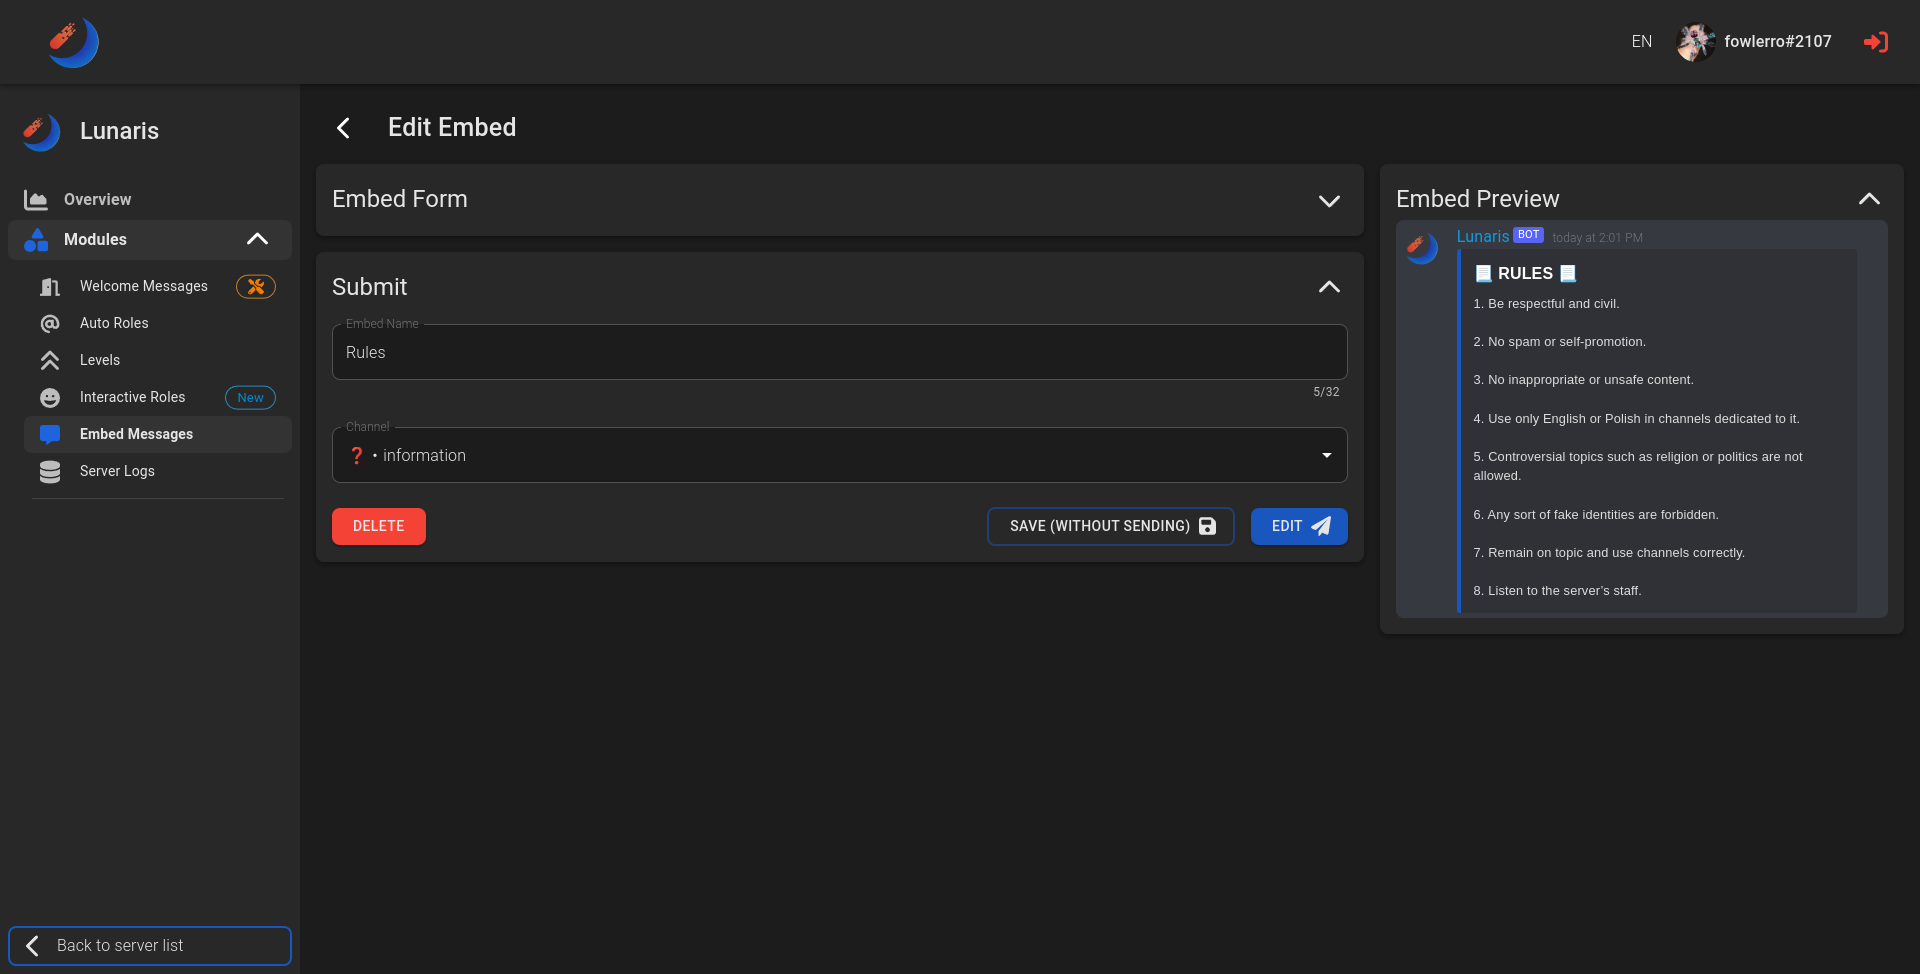 EN
fowlerro#2107
Lunaris
Overview
Modules
Welcome Messages
Auto Roles
Levels
Interactive Roles
New
Embed Messages
Server Logs
Back to server list
Edit Embed
Embed Form
Submit
Embed Name
Rules
5/32
Channel
❓・information
DELETE
SAVE (WITHOUT SENDING)
EDIT
Embed Preview
Lunaris BOT today at 2:01 PM
📃 RULES 📃
1. Be respectful and civil.
2. No spam or self-promotion.
3. No inappropriate or unsafe content.
4. Use only English or Polish in channels dedicated to it.
5. Controversial topics such as religion or politics are not
allowed.
6. Any sort of fake identities are forbidden.
7. Remain on topic and use channels correctly.
8. Listen to the server’s staff.